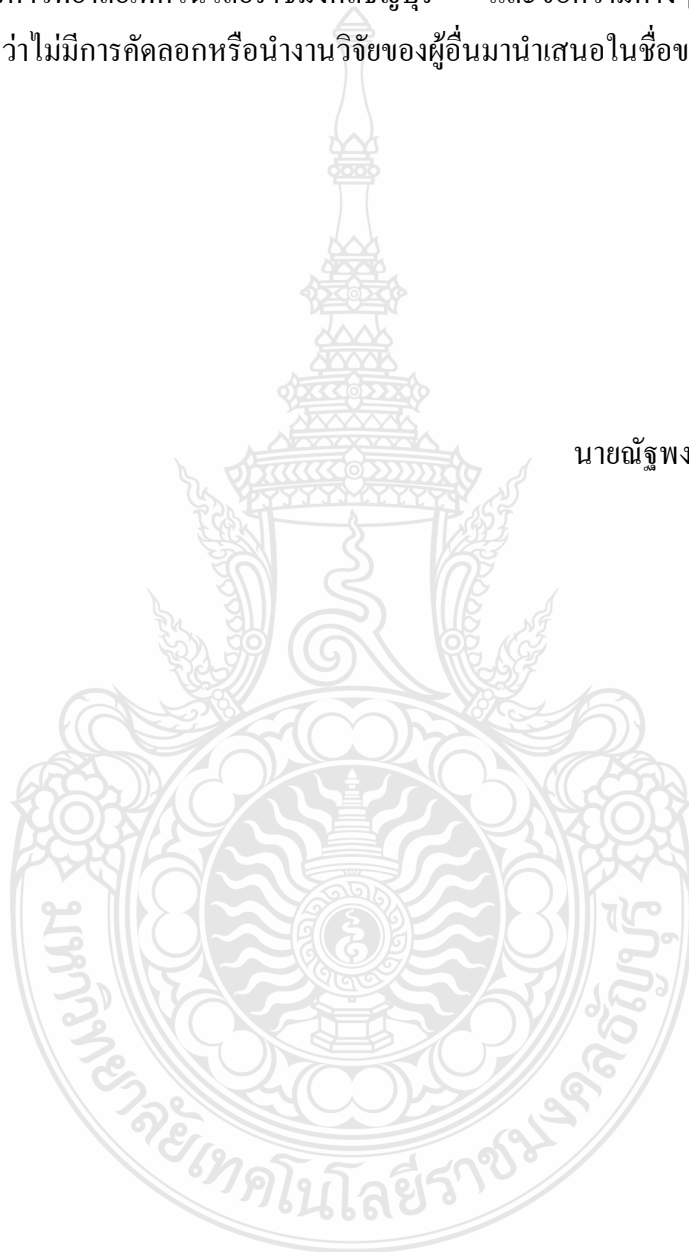 ว่าไม่มีการคัดลอกหรือนำงานวิจัยของผู้อื่นมานำเสนอในชื่อข
นายณัฐพง
มหาวิทยาลัยเทคโนโลยีราชมงคลธัญบุรี